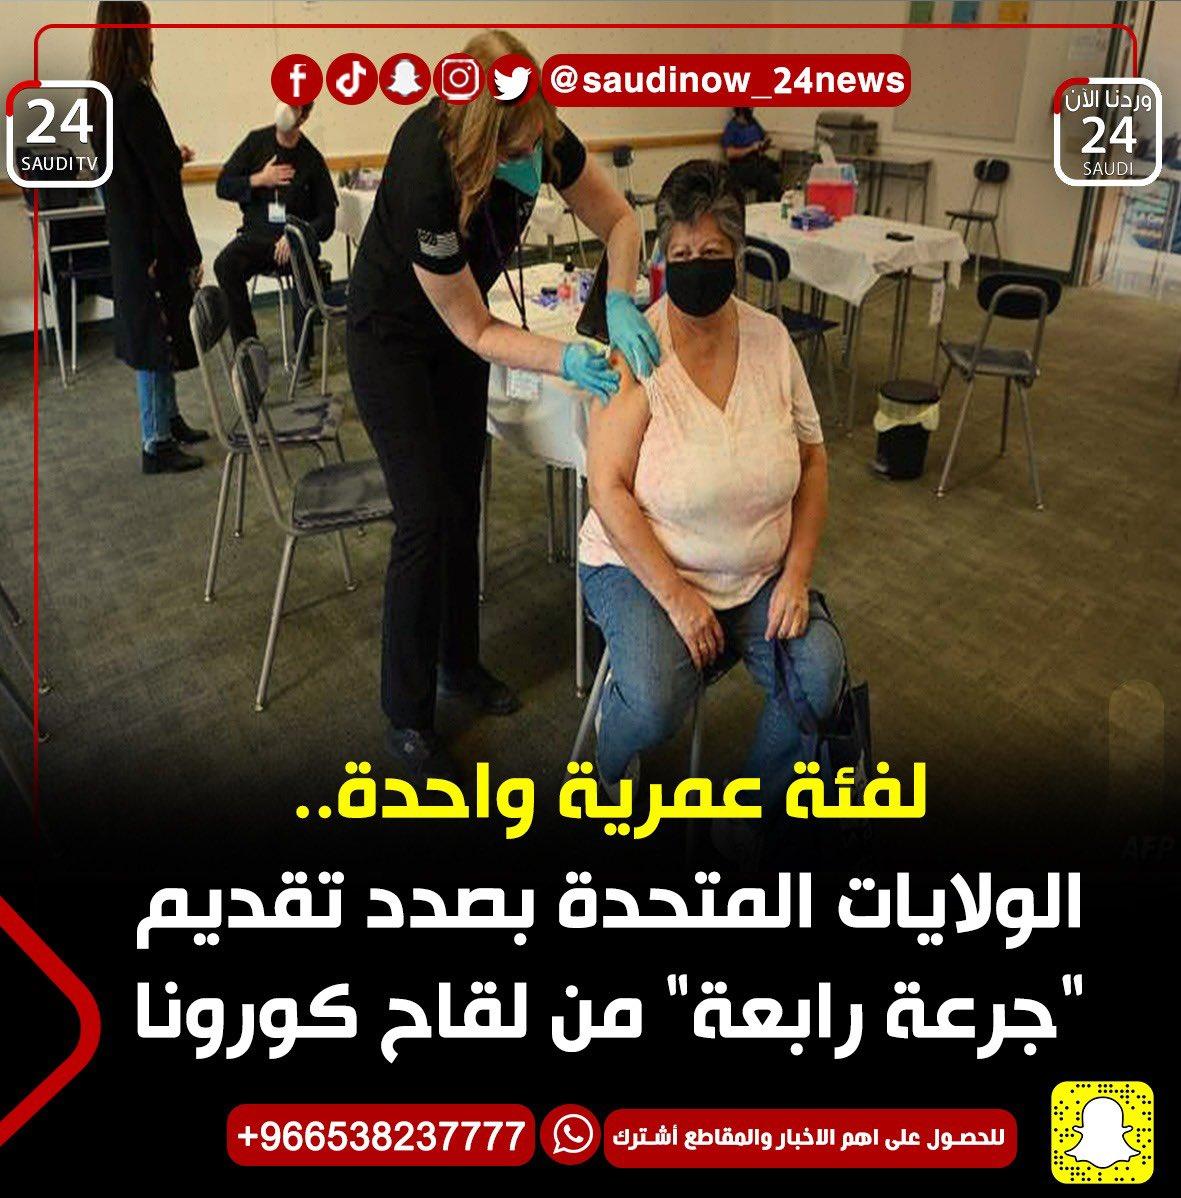 @saudinow_24news
24
SAUDI TV
وردنا الآن
24
SAUDI
لفئة عمرية واحدة..
الولايات المتحدة بصدد تقديم
"جرعة رابعة" من لقاح كورونا
AFP
للحصول على اهم الاخبار والمقاطع أشترك
+966538237777